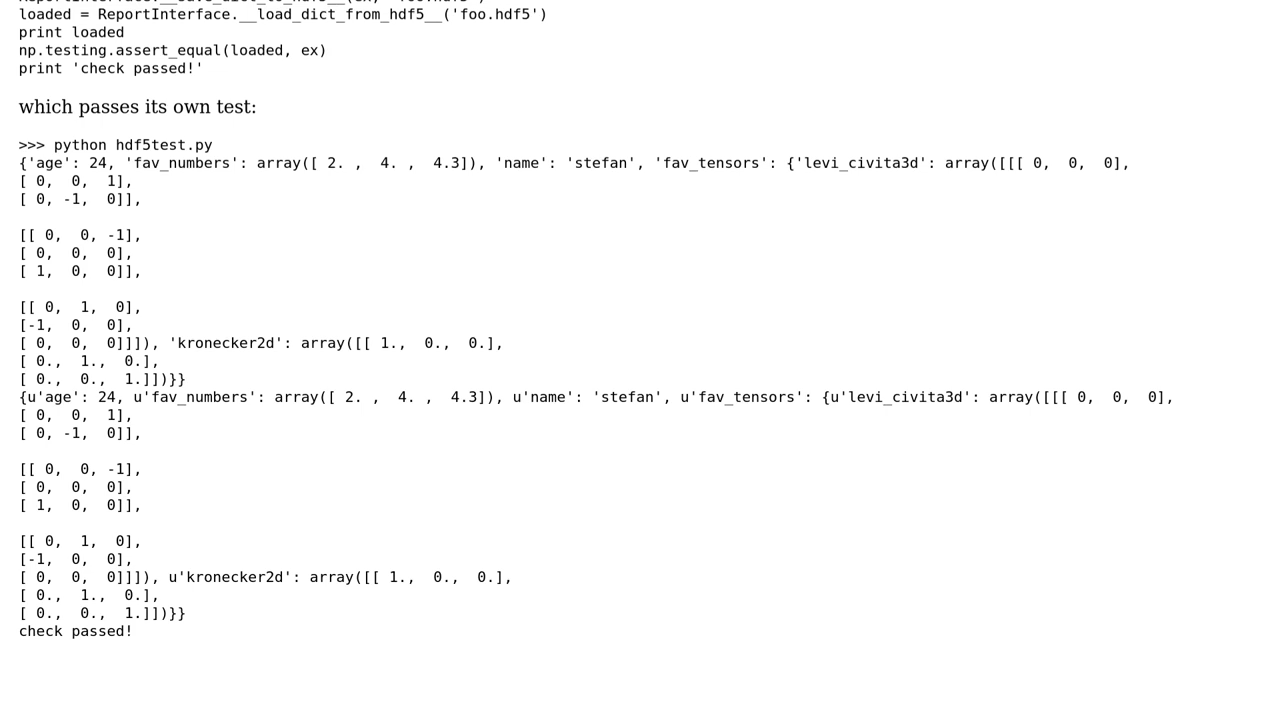 loaded = ReportInterface.__load_dict_from_hdf5__('foo.hdf5')
print loaded
np.testing.assert_equal(loaded, ex)
print 'check passed!'
which passes its own test:
>>> python hdf5test.py
{'age': 24, 'fav_numbers': array([ 2. ,  4. ,  4.3]), 'name': 'stefan', 'fav_tensors': {'levi_civita3d': array([[[ 0,  0,  0],
[ 0,  0,  1],
[ 0, -1,  0]],
[[ 0,  0, -1],
[ 0,  0,  0],
[ 1,  0,  0]],
[[ 0,  1,  0],
[-1,  0,  0],
[ 0,  0,  0]]]), 'kronecker2d': array([[ 1.,  0.,  0.],
[ 0.,  1.,  0.],
[ 0.,  0.,  1.]])}}
{u'age': 24, u'fav_numbers': array([ 2. ,  4. ,  4.3]), u'name': 'stefan', u'fav_tensors': {u'levi_civita3d': array([[[ 0,  0,  0],
[ 0,  0,  1],
[ 0, -1,  0]],
[[ 0,  0, -1],
[ 0,  0,  0],
[ 1,  0,  0]],
[[ 0,  1,  0],
[-1,  0,  0],
[ 0,  0,  0]]]), u'kronecker2d': array([[ 1.,  0.,  0.],
[ 0.,  1.,  0.],
[ 0.,  0.,  1.]])}}
check passed!